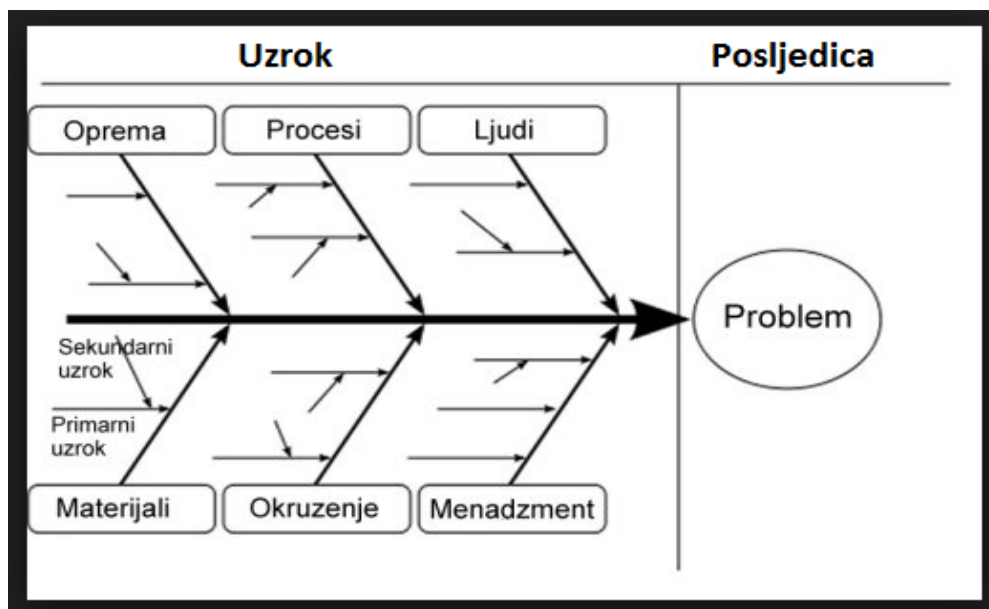 Uzrok
Posljedica
Oprema
Procesi
Ljudi
Problem
Sekundarni
uzrok
Primarni
uzrok
Materijali
Okruzenje
Menadzment